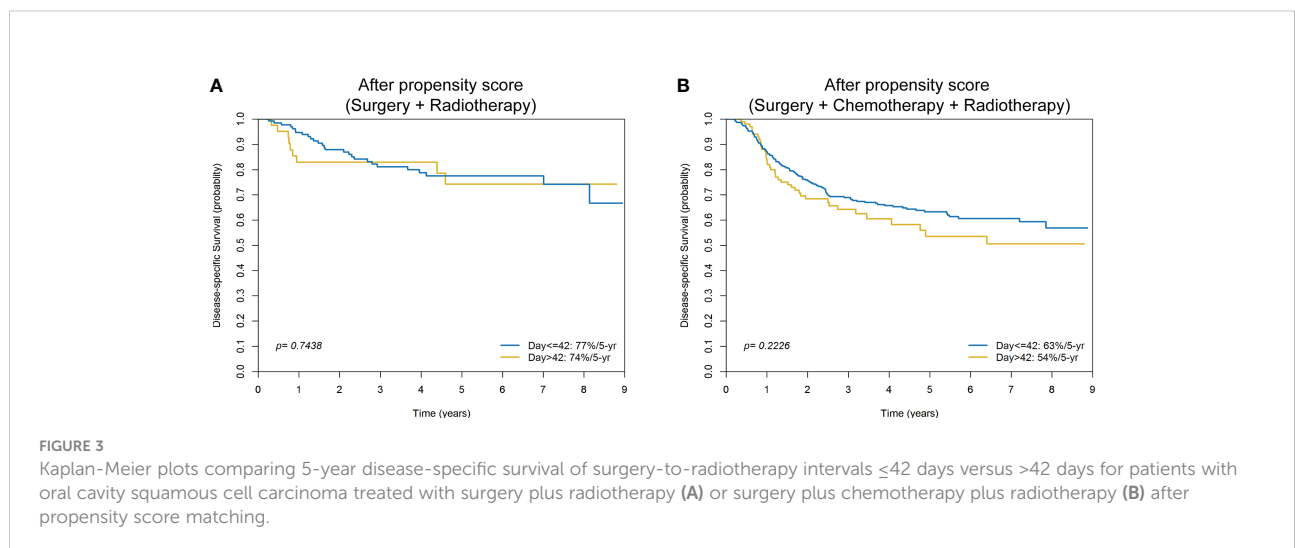 A
After propensity score
(Surgery + Radiotherapy)
Disease-specific Survival (probablity)
1.0
0.9
0.8
0.7
0.6
0.5
0.4
0.3
0.2
0.1
0.0
p= 0.7438
Day<=42: 77%/5-yr
Day>42: 74%/5-yr
0 1 2 3 4 5 6 7 8 9
Time (years)
B
After propensity score
(Surgery + Chemotherapy + Radiotherapy)
Disease-specific Survival (probablity)
1.0
0.9
0.8
0.7
0.6
0.5
0.4
0.3
0.2
0.1
0.0
p= 0.2226
Day<=42: 63%/5-yr
Day>42: 54%/5-yr
0 1 2 3 4 5 6 7 8 9
Time (years)
FIGURE 3
Kaplan-Meier plots comparing 5-year disease-specific survival of surgery-to-radiotherapy intervals ≤42 days versus >42 days for patients with
oral cavity squamous cell carcinoma treated with surgery plus radiotherapy (A) or surgery plus chemotherapy plus radiotherapy (B) after
propensity score matching.